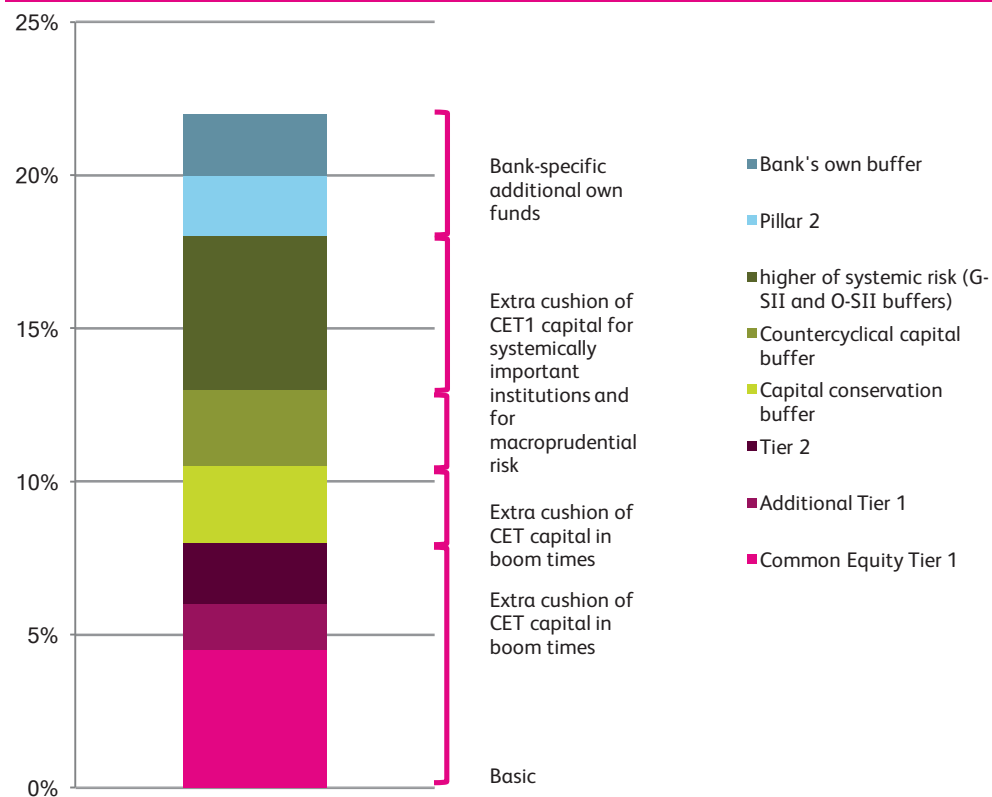 25%
20%
15%
10%
5%
0%
Bank-specific
additional own
funds
Extra cushion of
CET1 capital for
systemically
important
institutions and
for
macroprudential
risk
Extra cushion of
CET capital in
boom times
Extra cushion of
CET capital in
boom times
Basic
Bank's own buffer
Pillar 2
higher of systemic risk (G-
SII and O-SII buffers)
Countercyclical capital
buffer
Capital conservation
buffer
Tier 2
Additional Tier 1
Common Equity Tier 1